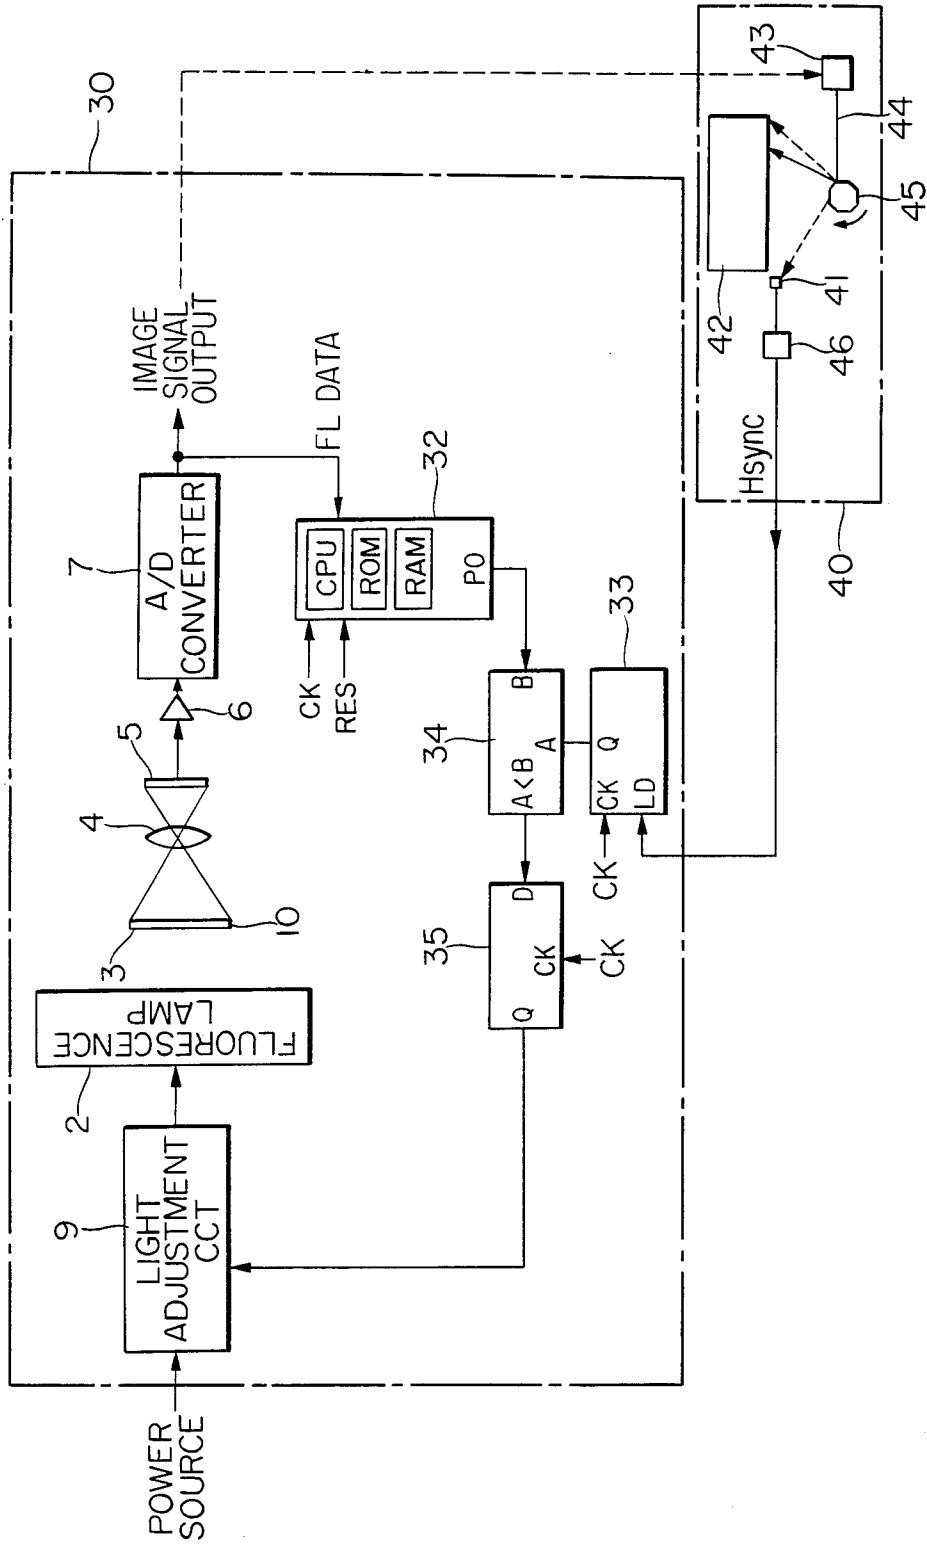 30
POWER
SOURCE
9
LIGHT
ADJUSTMENT
CCT
2
FLUORESCENCE
LAMP
3
10
4
5
6
7
A/D
CONVERTER
IMAGE
SIGNAL
OUTPUT
FL DATA
32
CPU
ROM
RAM
PO
CK
RES
35
Q
D
CK
CK
34
A<B
B
A
33
CK
Q
LD
CK
40
Hsync
46
41
42
45
44
43